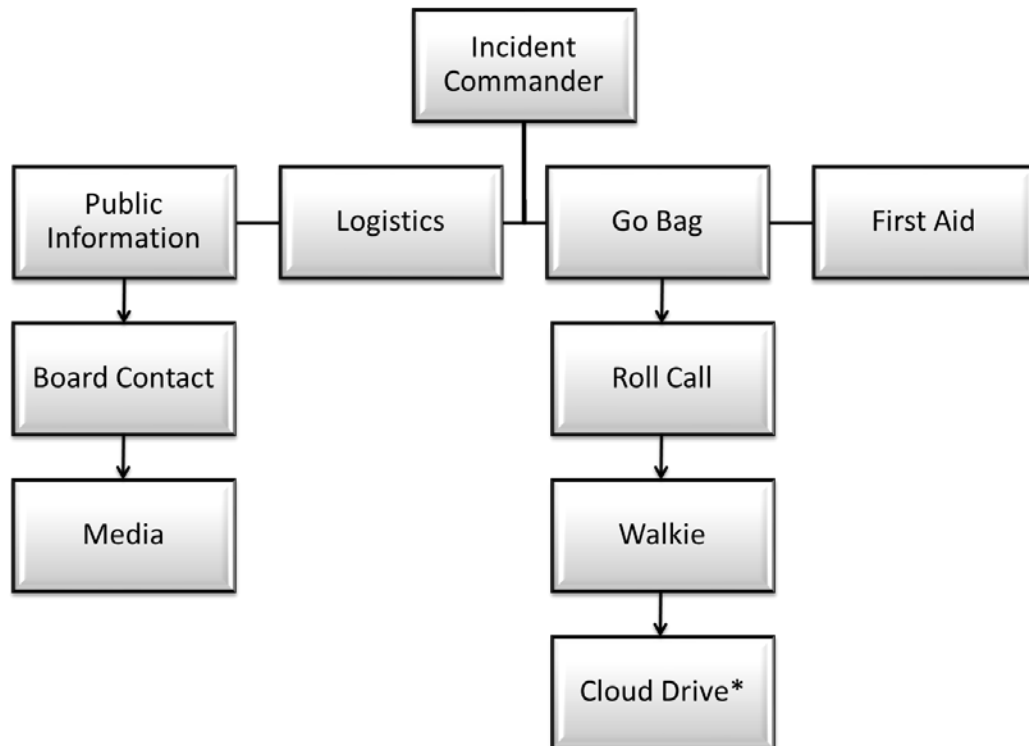 Incident
Commander
Public
Information
Logistics
Go Bag
First Aid
Board Contact
Roll Call
Media
Walkie
Cloud Drive*